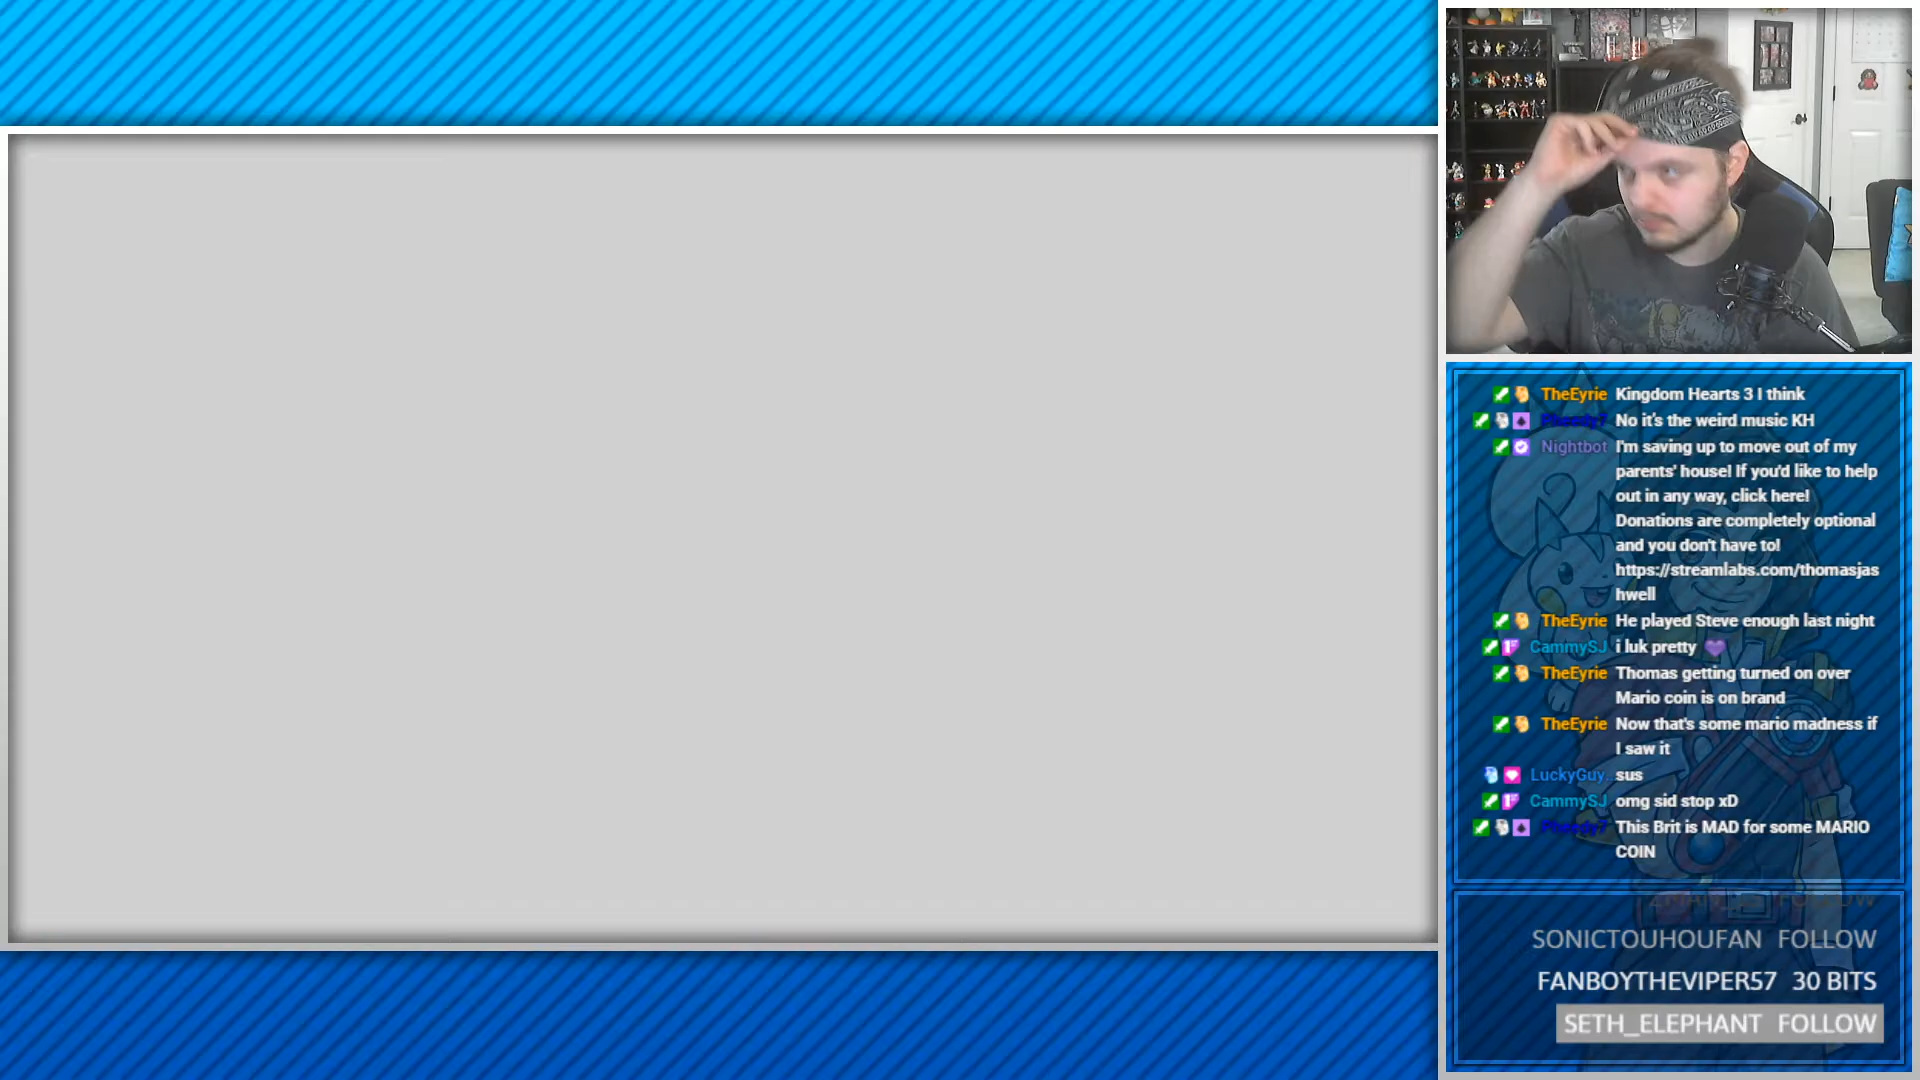 TheEyrie Kingdom Hearts 3 I think
Pheedy7 No it's the weird music KH
Nightbot I'm saving up to move out of my
parents' house! If you'd like to help
out in any way, click here!
Donations are completely optional
and you don't have to!
https://streamlabs.com/thomasjas
hwell
TheEyrie He played Steve enough last night
CammySJ i luk pretty
TheEyrie Thomas getting turned on over
Mario coin is on brand
TheEyrie Now that's some mario madness if
I saw it
LuckyGuy.. sus
CammySJ omg sid stop xD
Pheedy7 This Brit is MAD for some MARIO
COIN
FOLLOW
SONICTOUHOUFAN FOLLOW
FANBOYTHEVIPER57 30 BITS
SETH_ELEPHANT FOLLOW